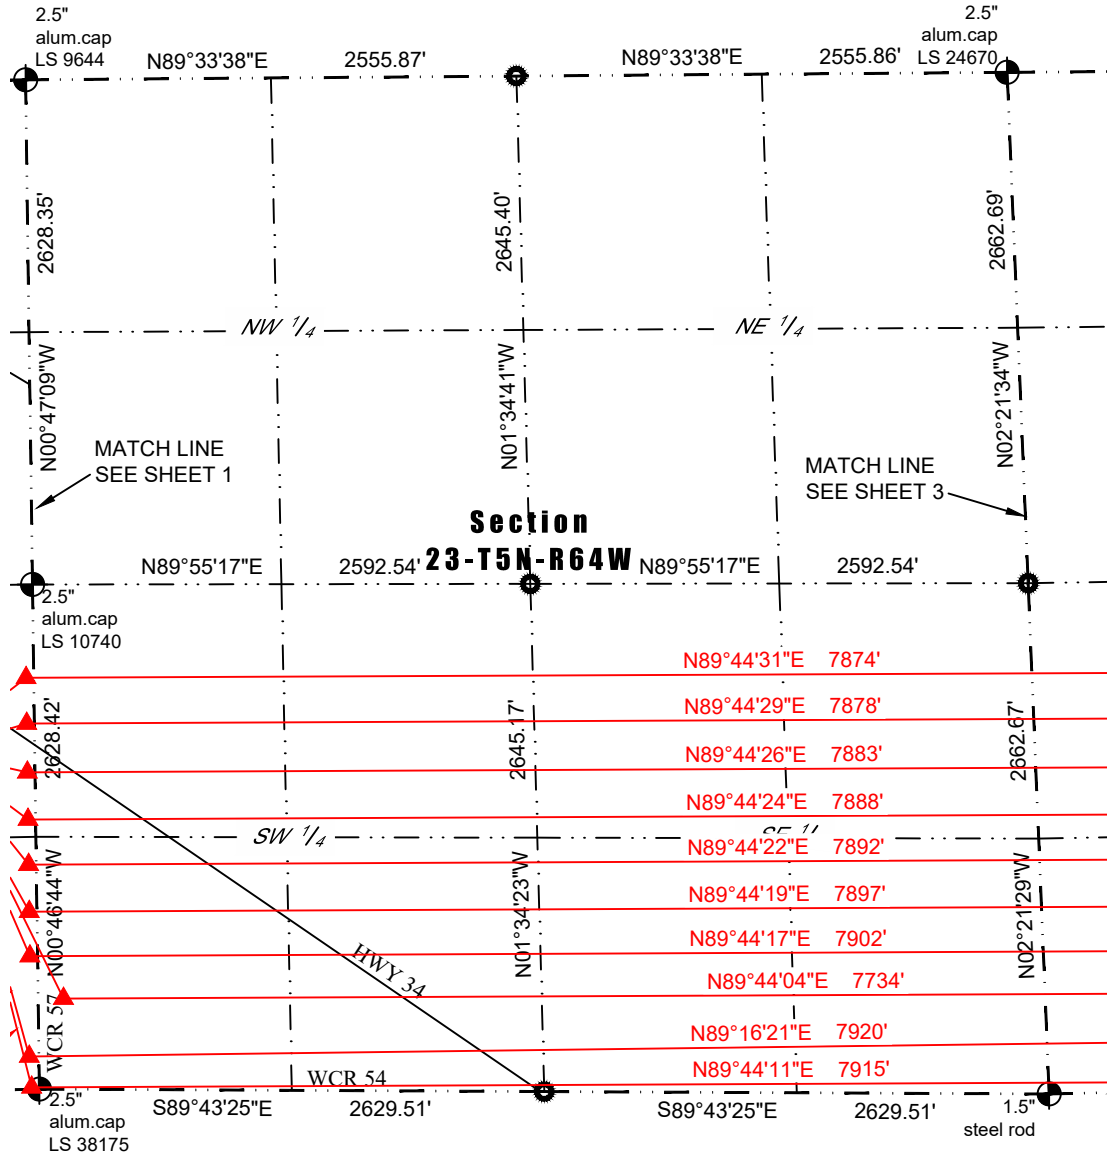 2.5"
alum.cap
LS 9644
N89°33'38"E 2555.87'
N89°33'38"E 2555.86'
2.5"
alum.cap
LS 24670
2628.35'
2645.40'
2662.69'
NW 1/4
NE 1/4
N00°47'09"W
N01°34'41"W
N02°21'34"W
MATCH LINE
SEE SHEET 1
MATCH LINE
SEE SHEET 3
Section
23-T5N-R64W
N89°55'17"E 2592.54'
N89°55'17"E 2592.54'
2.5"
alum.cap
LS 10740
N89°44'31"E 7874'
N89°44'29"E 7878'
2628.42'
2645.17'
2662.67'
N89°44'26"E 7883'
N89°44'24"E 7888'
SW 1/4
N89°44'22"E 7892'
N00°46'44"W
N01°34'23"W
N02°21'29"W
N89°44'19"E 7897'
N89°44'17"E 7902'
HWY 34
N89°44'04"E 7734'
WCR 57
N89°16'21"E 7920'
N89°44'11"E 7915'
WCR 54
2.5"
alum.cap
LS 38175
S89°43'25"E 2629.51'
S89°43'25"E 2629.51'
1.5"
steel rod